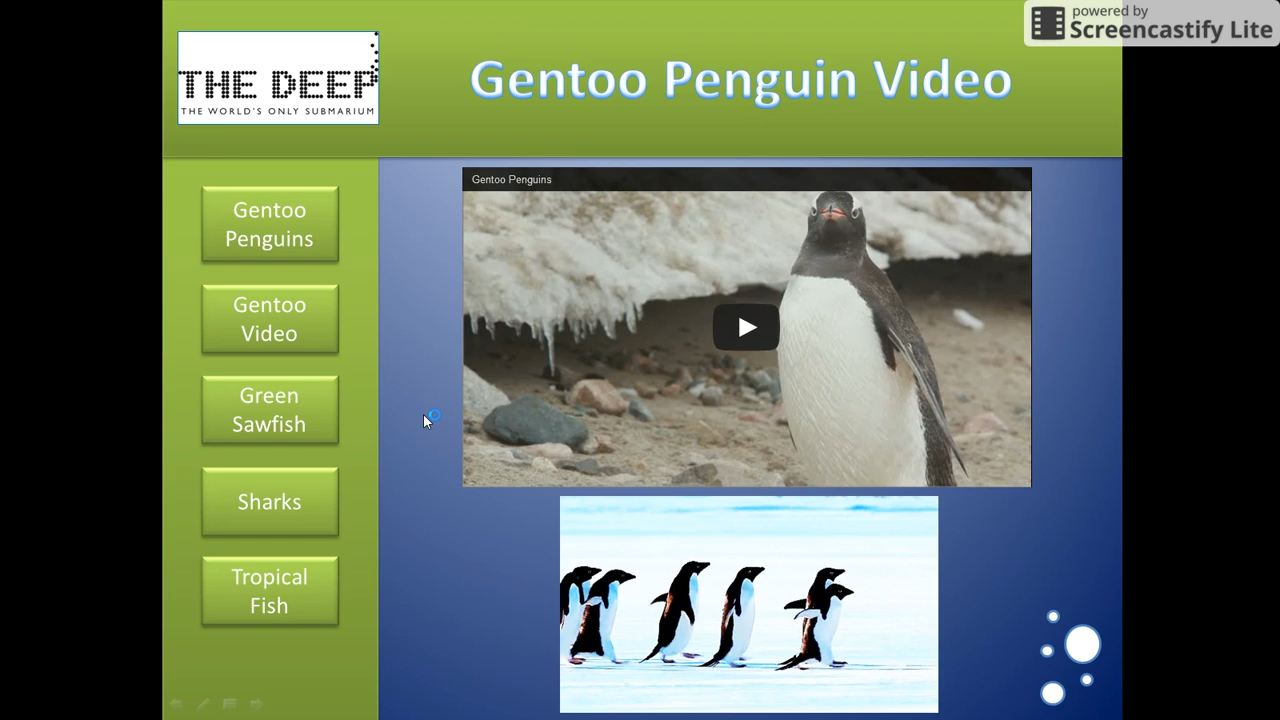 powered by
Screencastify Lite
THE DEEP
THE WORLD'S ONLY SUBMARIUM
Gentoo Penguin Video
Gentoo Penguins
Gentoo
Penguins
Gentoo
Video
Green
Sawfish
Sharks
Tropical
Fish